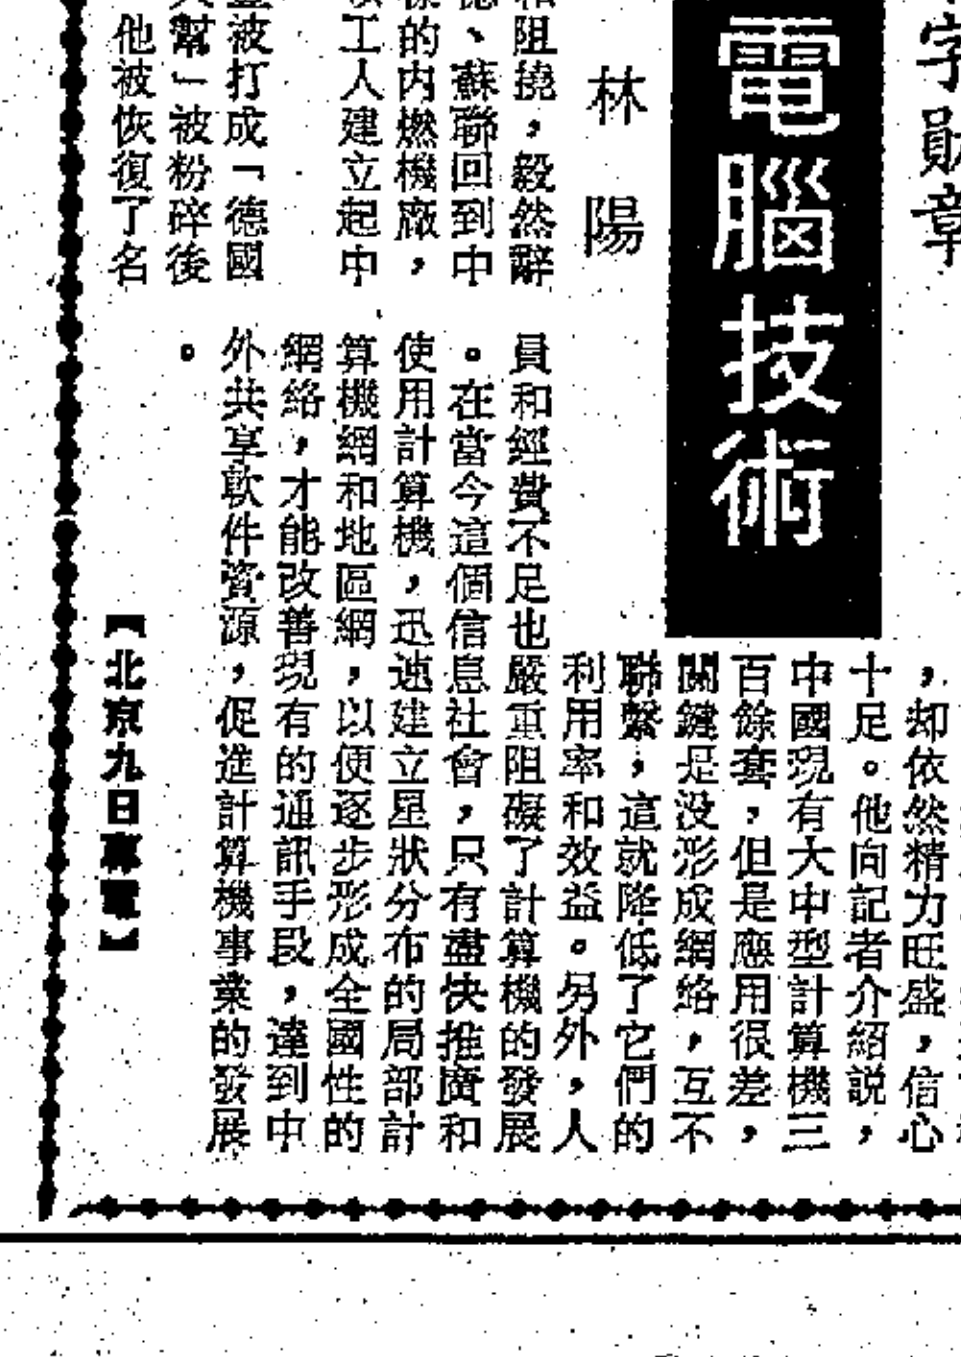 字勛章
電腦技術
林陽
和阻撓，毅然辭
德、蘇聯回到中
樣的内燃機廠，
工人建立起中
被打成「德國
幫」被粉碎後
他被恢復了名
，却依然精力旺盛，信心
十足。他向記者介紹説，
中國現有大中型計算機三
百餘套，但是應用很差，
關鍵是没形成網絡，互不
聯繫，這就降低了它們的
利用率和效益。另外，人
員和經費不足也嚴重阻礙了計算機的發展
。在當今這個信息社會，只有盡快推廣和
使用計算機，迅速建立星狀分布的局部計
算機網和地區網，以便逐步形成全國性的
網絡，才能改善現有的通訊手段，達到中
外共享軟件資源，促進計算機事業的發展
。
【北京九日專電】